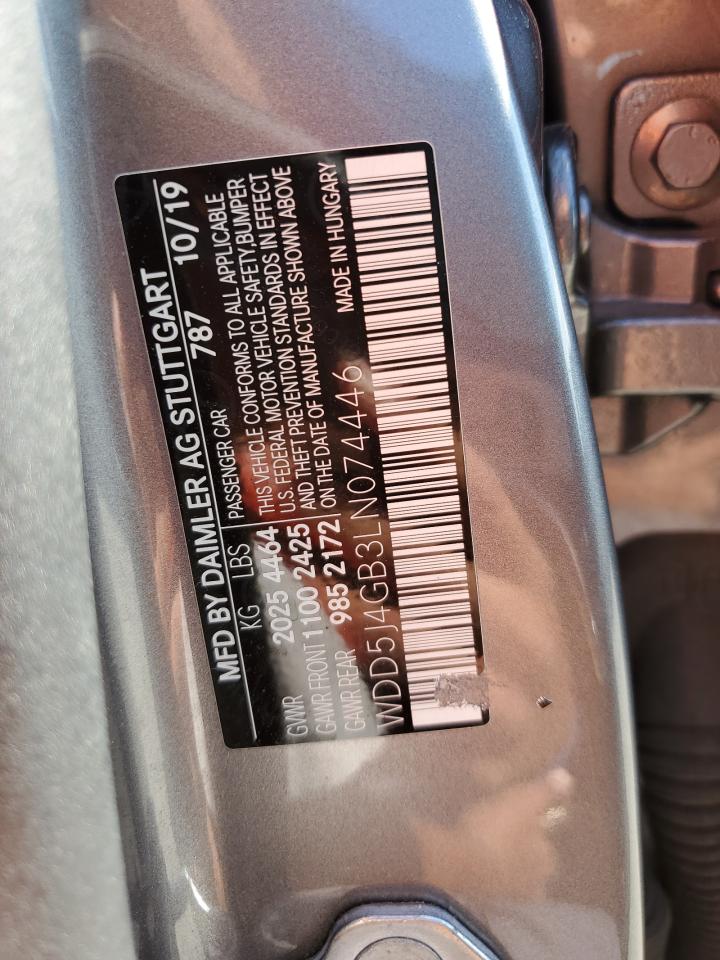 MFD BY DAIMLER AG STUTTGART
KG LBS 787 10/19
PASSENGER CAR
GVWR 2025 4464
GAWR FRONT 1100 2425
GAWR REAR 985 2172
THIS VEHICLE CONFORMS TO ALL APPLICABLE
U.S. FEDERAL MOTOR VEHICLE SAFETY, BUMPER
AND THEFT PREVENTION STANDARDS IN EFFECT
ON THE DATE OF MANUFACTURE SHOWN ABOVE
WDD5J4GB3LN074446
MADE IN HUNGARY